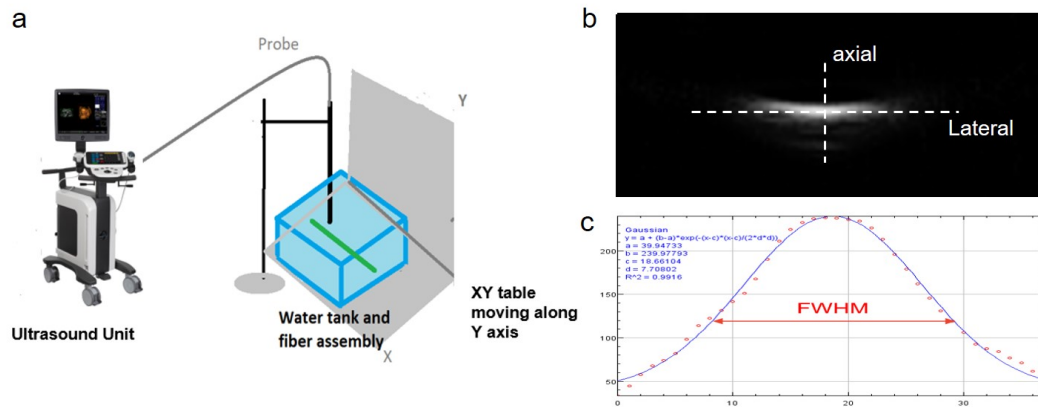 a
Probe
Y
Ultrasound Unit
Water tank and
fiber assembly
X
XY table
moving along
Y axis
b
axial
Lateral
c
Gaussian
y = a + (b-a)*exp(-(x-c)*(x-c)/(2*d*d))
a = 39.94733
b = 239.97793
c = 18.66104
d = 7.70802
R^2 = 0.9916
FWHM
200
150
100
50
0
10
20
30